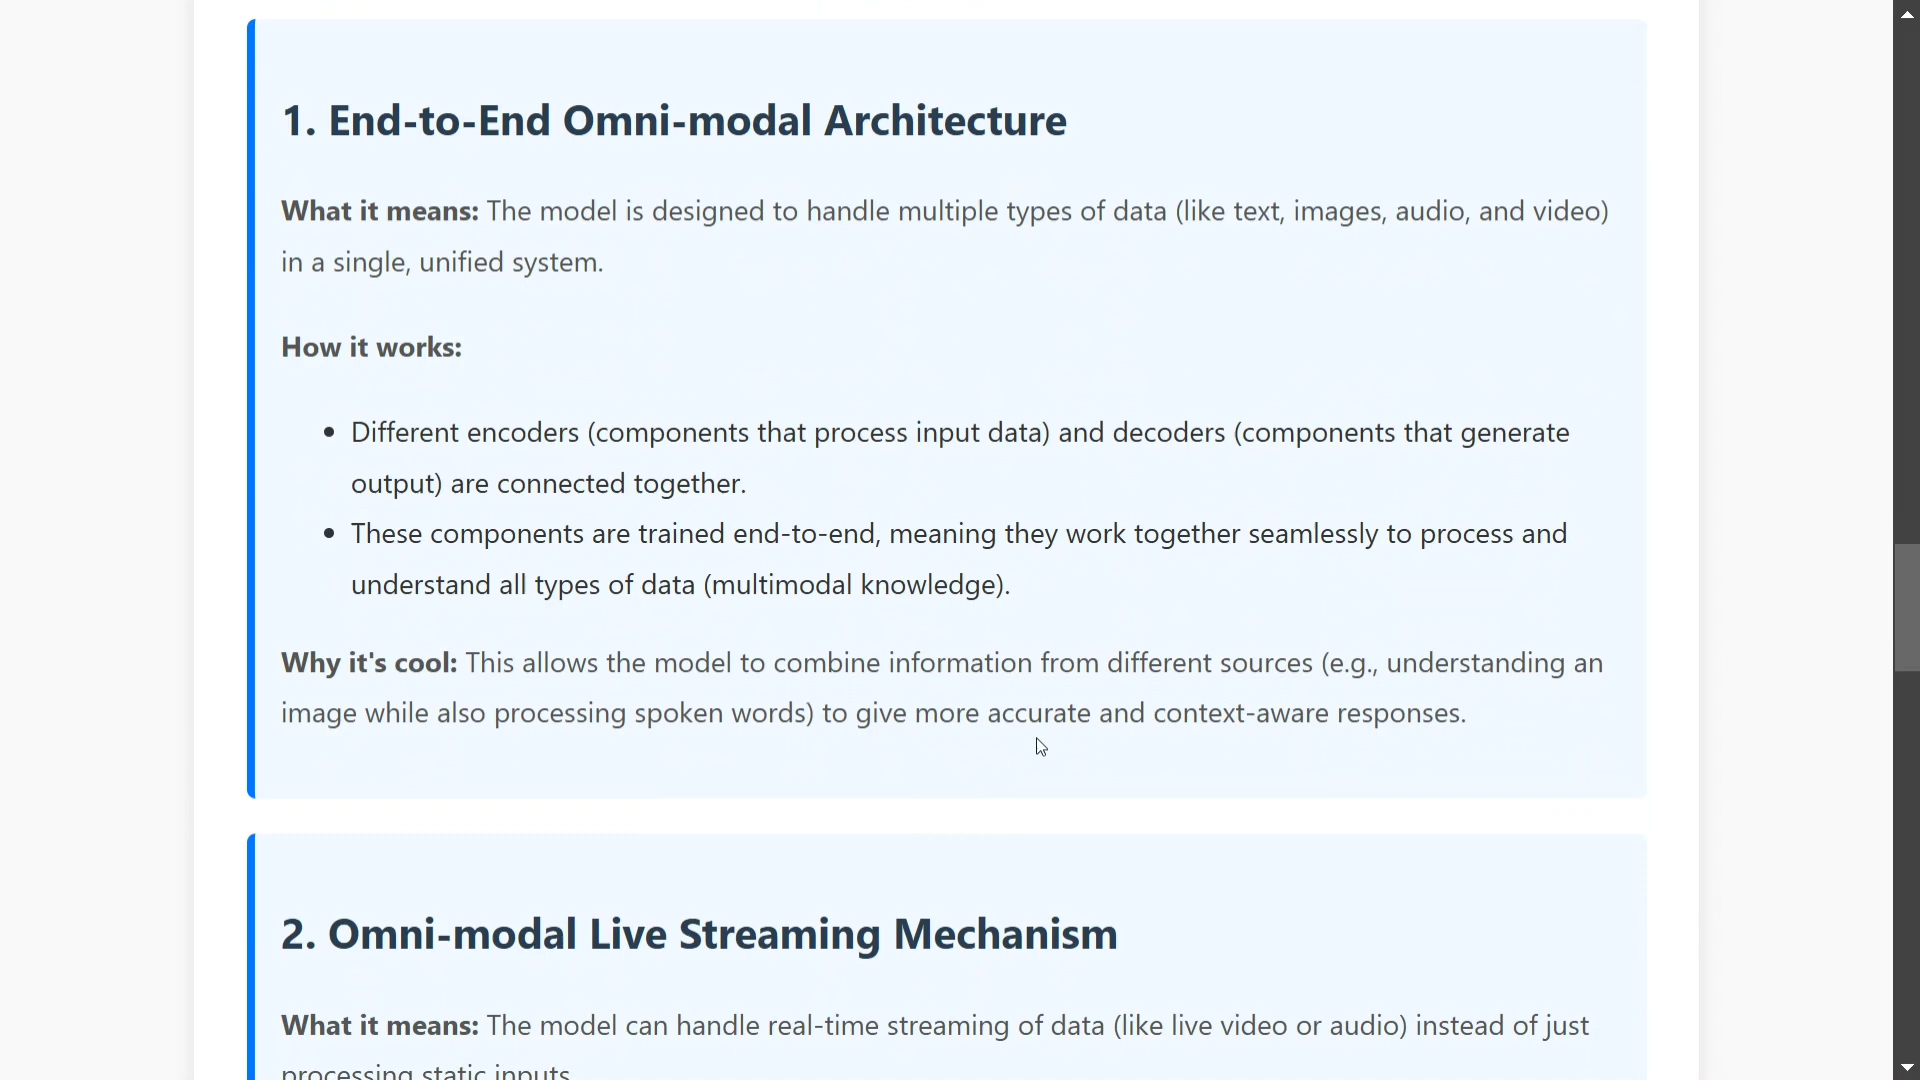 1. End-to-End Omni-modal Architecture
What it means: The model is designed to handle multiple types of data (like text, images, audio, and video)
in a single, unified system.
How it works:
• Different encoders (components that process input data) and decoders (components that generate
output) are connected together.
• These components are trained end-to-end, meaning they work together seamlessly to process and
understand all types of data (multimodal knowledge).
Why it's cool: This allows the model to combine information from different sources (e.g., understanding an
image while also processing spoken words) to give more accurate and context-aware responses.
2. Omni-modal Live Streaming Mechanism
What it means: The model can handle real-time streaming of data (like live video or audio) instead of just
processing static inputs.